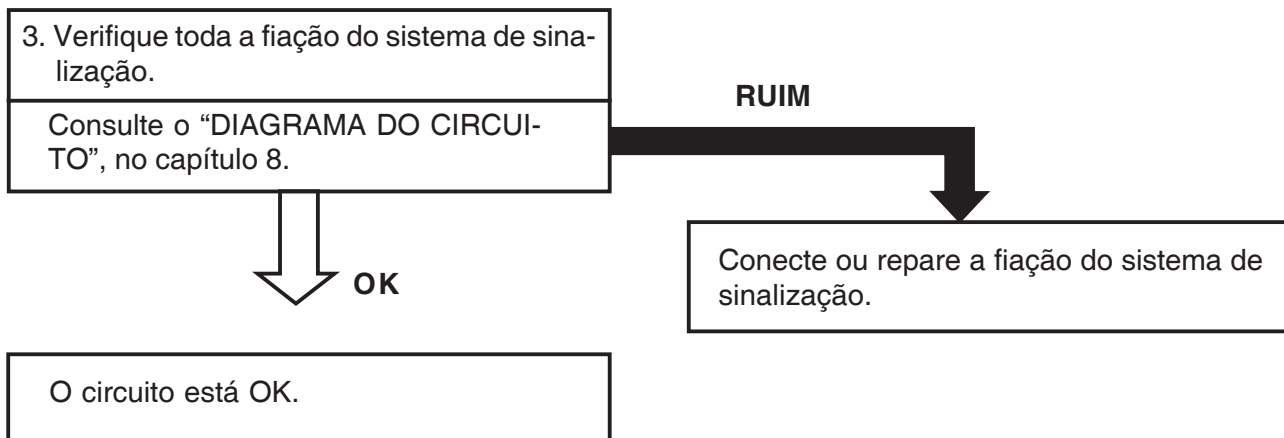 3. Verifique toda a fiação do sistema de sina-
lização.
Consulte o “DIAGRAMA DO CIRCUI-
TO”, no capítulo 8.
RUIM
OK
Conecte ou repare a fiação do sistema de
sinalização.
O circuito está OK.